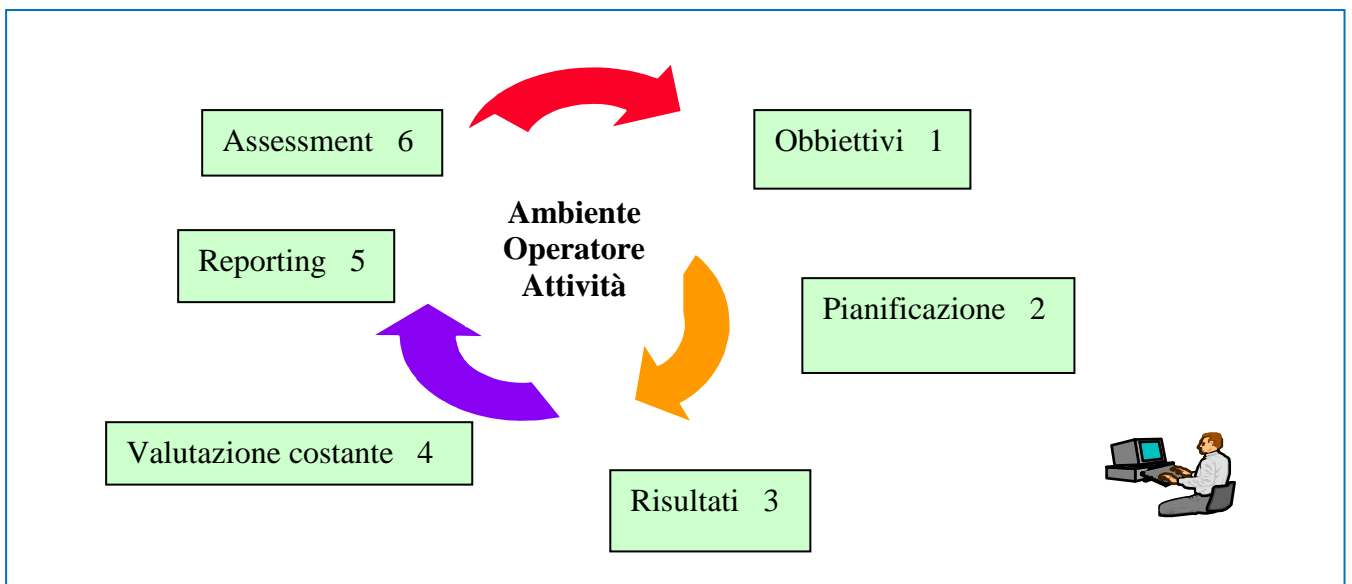 Assessment 6
Obbiettivi 1
Ambiente
Operatore
Attività
Reporting 5
Pianificazione 2
Valutazione costante 4
Risultati 3